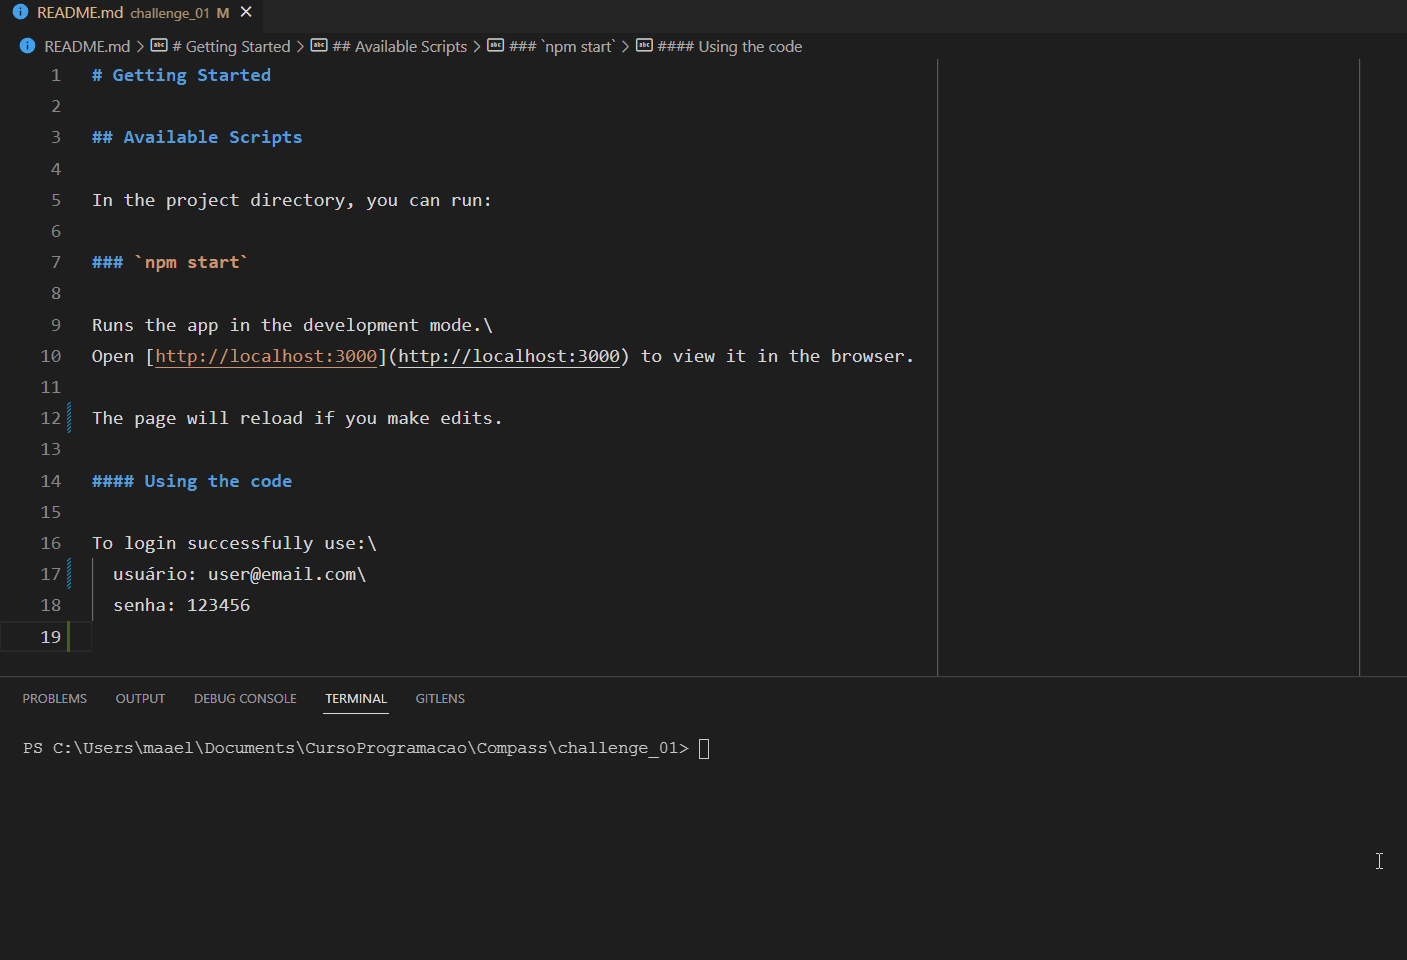 README.md challenge_01 M
README.md > # Getting Started > ## Available Scripts > ### `npm start` > #### Using the code
1 # Getting Started
2
3 ## Available Scripts
4
5 In the project directory, you can run:
6
7 ### `npm start`
8
9 Runs the app in the development mode.\
10 Open [http://localhost:3000](http://localhost:3000) to view it in the browser.
11
12 The page will reload if you make edits.
13
14 #### Using the code
15
16 To login successfully use:\
17 usuário: user@email.com\
18 senha: 123456
19
PROBLEMS OUTPUT DEBUG CONSOLE TERMINAL GITLENS
PS C:\Users\maael\Documents\CursoProgramacao\Compass\challenge_01>